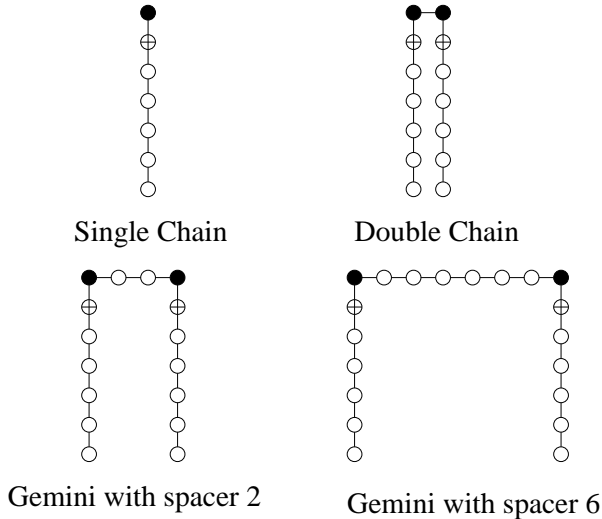 Single Chain
Double Chain
Gemini with spacer 2
Gemini with spacer 6